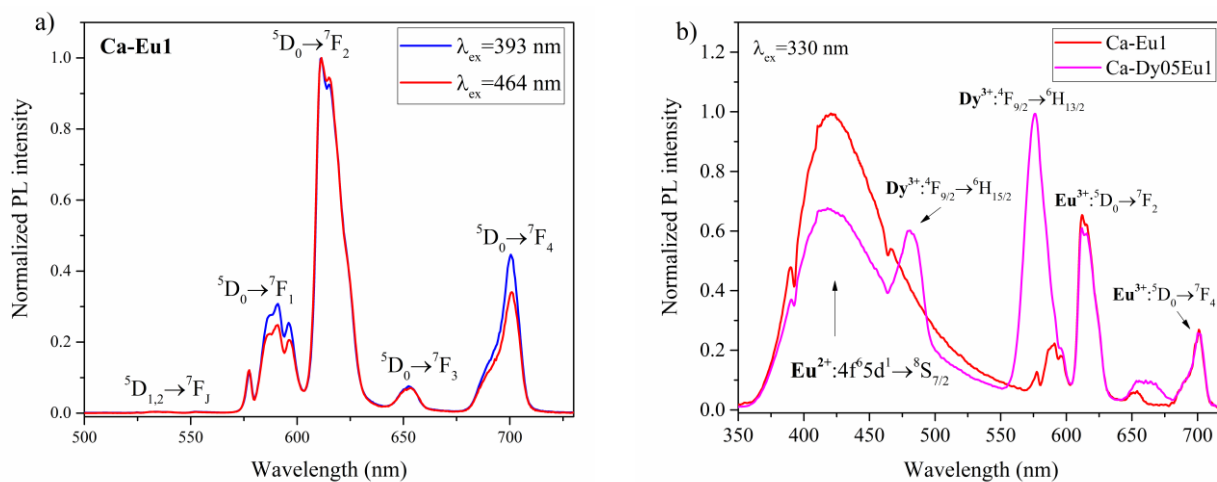 a)
Ca-Eu1
⁵D₀→⁷F₂
λₑₓ=393 nm
λₑₓ=464 nm
⁵D₀→⁷F₄
⁵D₀→⁷F₁
⁵D₀→⁷F₃
⁵D₁,₂→⁷F_J
Normalized PL intensity
1.0
0.8
0.6
0.4
0.2
0.0
500 550 600 650 700
Wavelength (nm)
b)
λₑₓ=330 nm
Ca-Eu1
Ca-Dy05Eu1
Dy³⁺:⁴F₉/₂→⁶H₁₃/₂
Dy³⁺:⁴F₉/₂→⁶H₁₅/₂
Eu³⁺:⁵D₀→⁷F₂
Eu³⁺:⁵D₀→⁷F₄
Eu²⁺:4f⁶5d¹→⁸S₇/₂
Normalized PL intensity
1.2
1.0
0.8
0.6
0.4
0.2
0.0
350 400 450 500 550 600 650 700
Wavelength (nm)